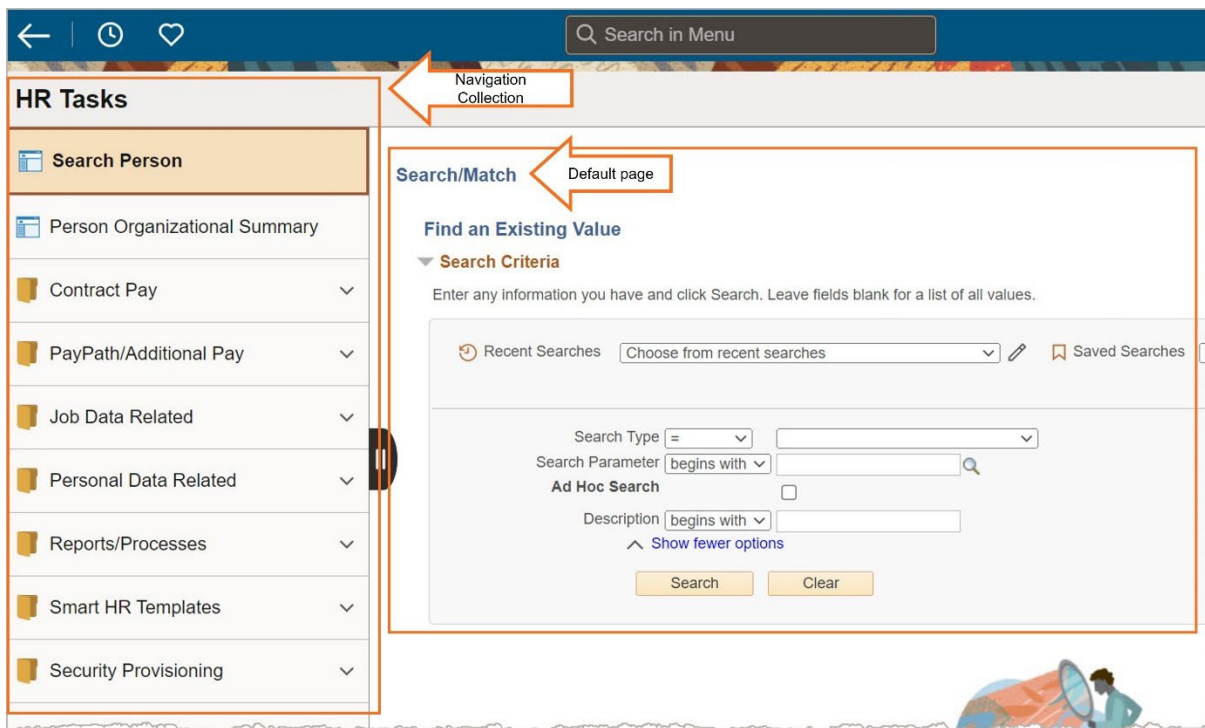 Search in Menu
Navigation
Collection
HR Tasks
Search Person
Person Organizational Summary
Contract Pay
PayPath/Additional Pay
Job Data Related
Personal Data Related
Reports/Processes
Smart HR Templates
Security Provisioning
Search/Match
Default page
Find an Existing Value
Search Criteria
Enter any information you have and click Search. Leave fields blank for a list of all values.
Recent Searches Choose from recent searches Saved Searches
Search Type =
Search Parameter begins with
Ad Hoc Search
Description begins with
Show fewer options
Search Clear